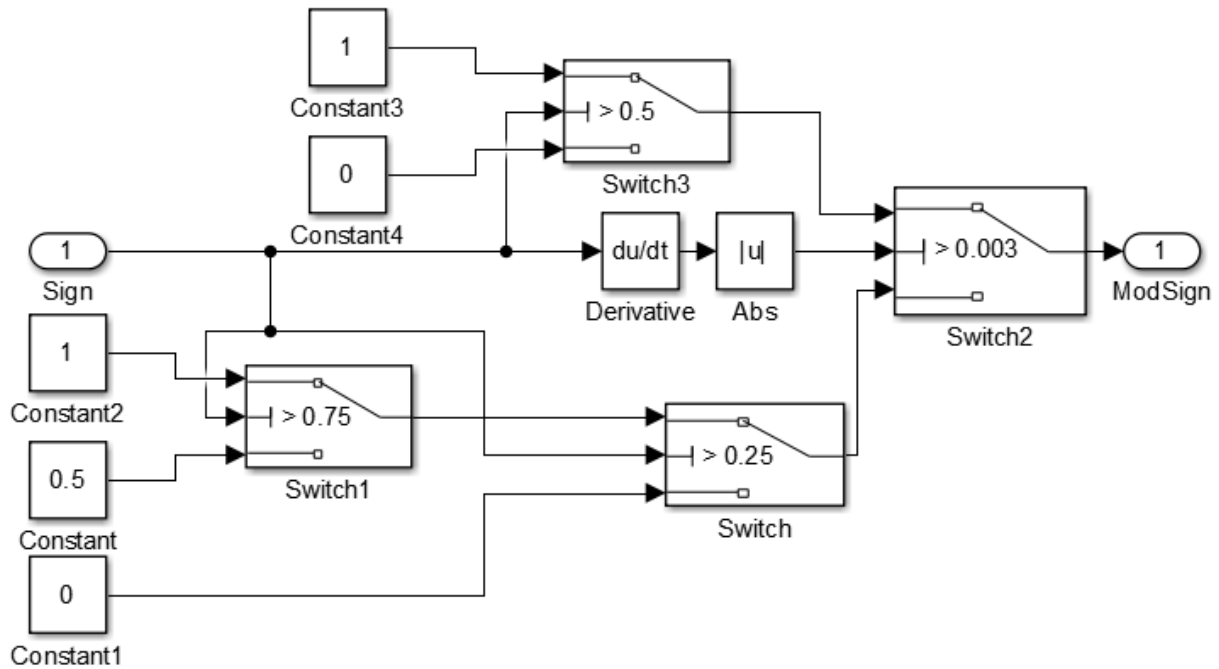 1
Constant3
> 0.5
0
Switch3
Constant4
1
Sign
du/dt
Derivative
|u|
Abs
> 0.003
Switch2
1
ModSign
1
Constant2
> 0.75
Switch1
0.5
Constant
> 0.25
Switch
0
Constant1